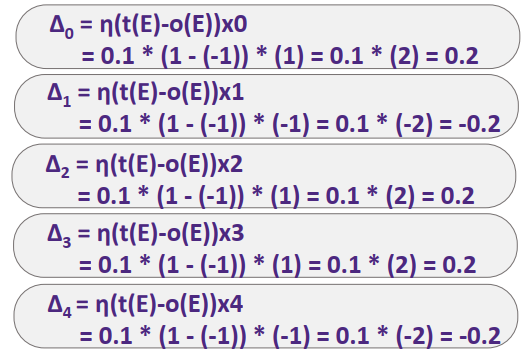 Δ₀ = η(t(E)-o(E))x0
= 0.1 * (1 - (-1)) * (1) = 0.1 * (2) = 0.2
Δ₁ = η(t(E)-o(E))x1
= 0.1 * (1 - (-1)) * (-1) = 0.1 * (-2) = -0.2
Δ₂ = η(t(E)-o(E))x2
= 0.1 * (1 - (-1)) * (1) = 0.1 * (2) = 0.2
Δ₃ = η(t(E)-o(E))x3
= 0.1 * (1 - (-1)) * (1) = 0.1 * (2) = 0.2
Δ₄ = η(t(E)-o(E))x4
= 0.1 * (1 - (-1)) * (-1) = 0.1 * (-2) = -0.2